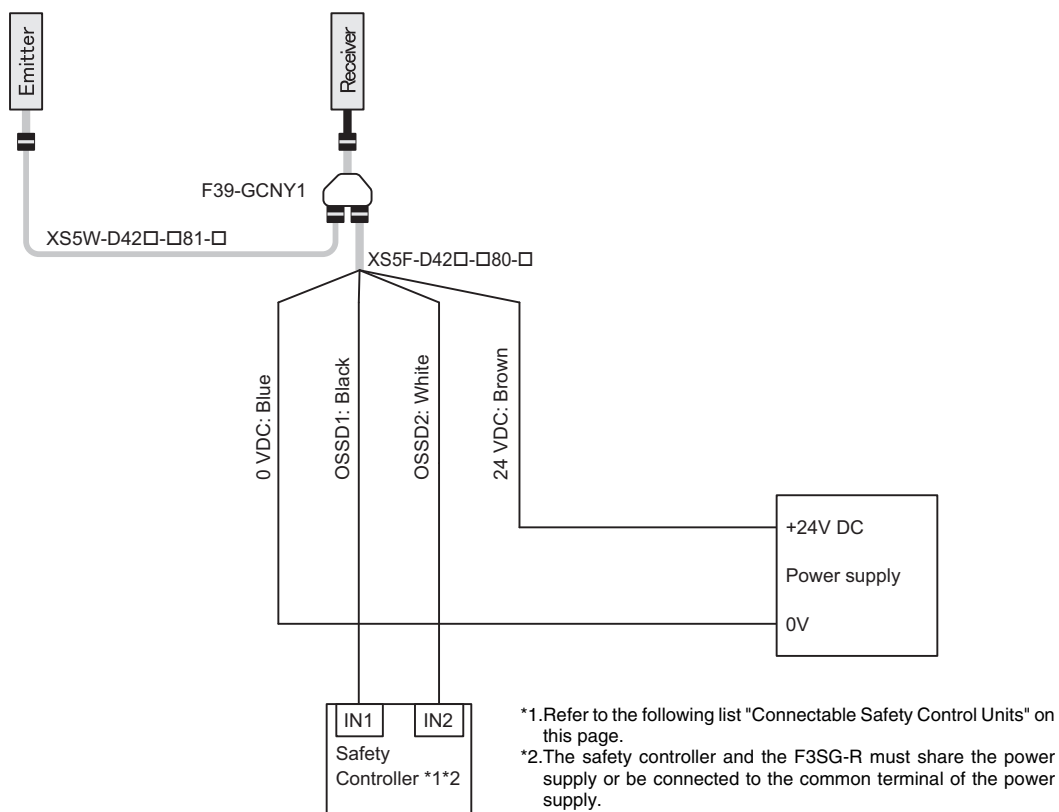 Emitter
Receiver
F39-GCNY1
XS5W-D42□-□81-□
XS5F-D42□-□80-□
0 VDC: Blue
OSSD1: Black
OSSD2: White
24 VDC: Brown
+24V DC
Power supply
0V
IN1
IN2
Safety
Controller *1*2
*1.Refer to the following list "Connectable Safety Control Units" on
this page.
*2.The safety controller and the F3SG-R must share the power
supply or be connected to the common terminal of the power
supply.